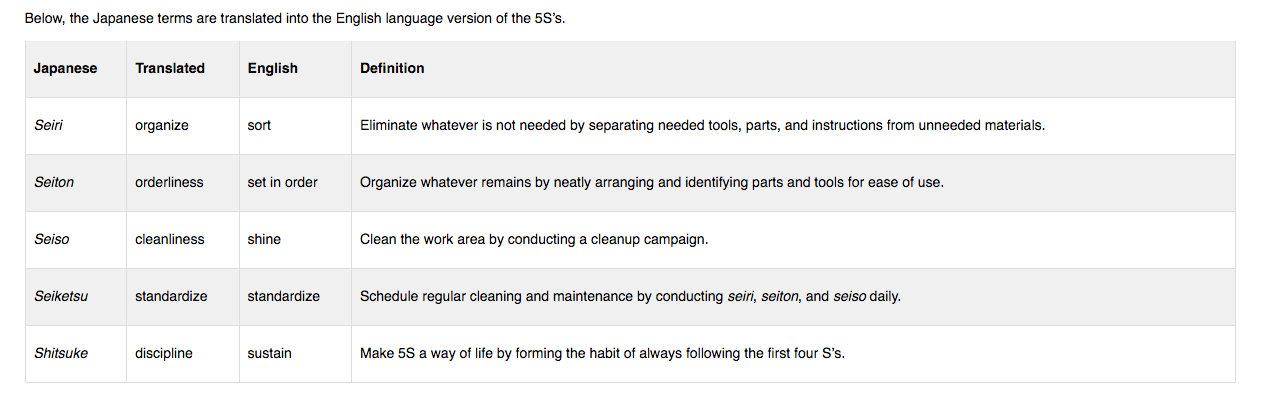 Below, the Japanese terms are translated into the English language version of the 5S’s.
Japanese Translated English Definition
Seiri organize sort Eliminate whatever is not needed by separating needed tools, parts, and instructions from unneeded materials.
Seiton orderliness set in order Organize whatever remains by neatly arranging and identifying parts and tools for ease of use.
Seiso cleanliness shine Clean the work area by conducting a cleanup campaign.
Seiketsu standardize standardize Schedule regular cleaning and maintenance by conducting seiri, seiton, and seiso daily.
Shitsuke discipline sustain Make 5S a way of life by forming the habit of always following the first four S’s.